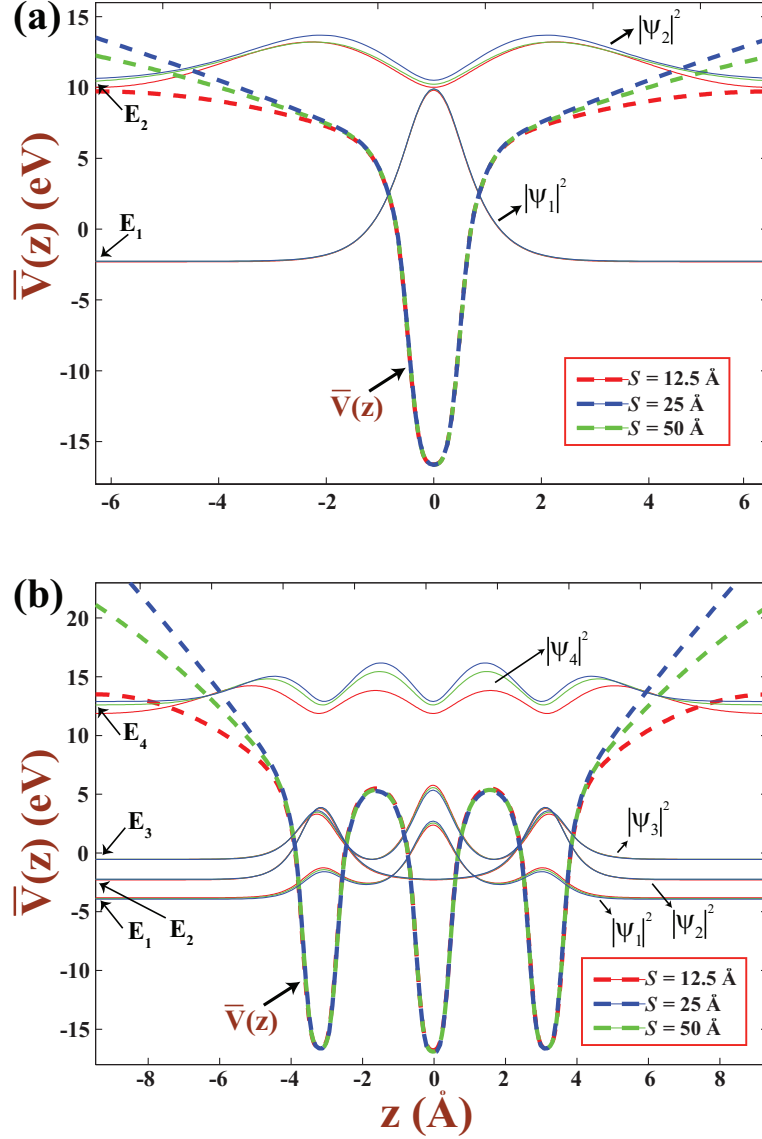 (a)
15
10
5
0
-5
-10
-15
V̅(z) (eV)
|ψ₂|²
E₂
|ψ₁|²
E₁
V̅(z)
S = 12.5 Å
S = 25 Å
S = 50 Å
-6 -4 -2 0 2 4 6
(b)
20
15
10
5
0
-5
-10
-15
V̅(z) (eV)
|ψ₄|²
E₄
E₃
|ψ₃|²
E₁ E₂
|ψ₁|² |ψ₂|²
V̅(z)
S = 12.5 Å
S = 25 Å
S = 50 Å
-8 -6 -4 -2 0 2 4 6 8
z (Å)